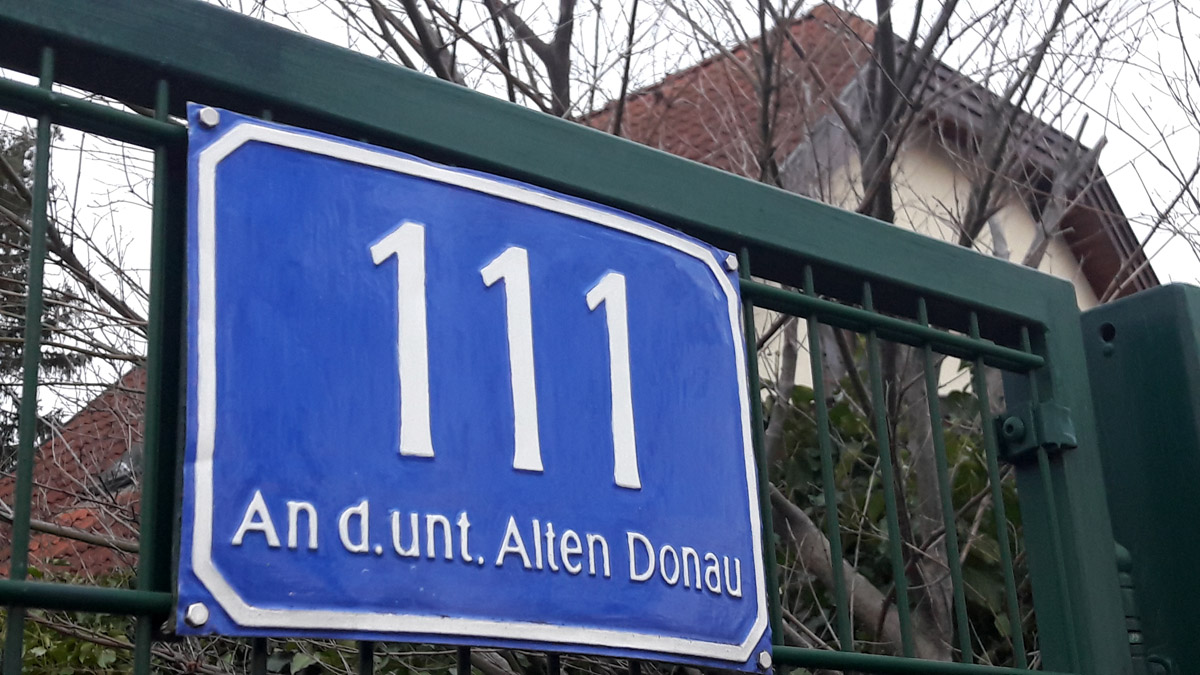 111
An d.unt. Alten Donau